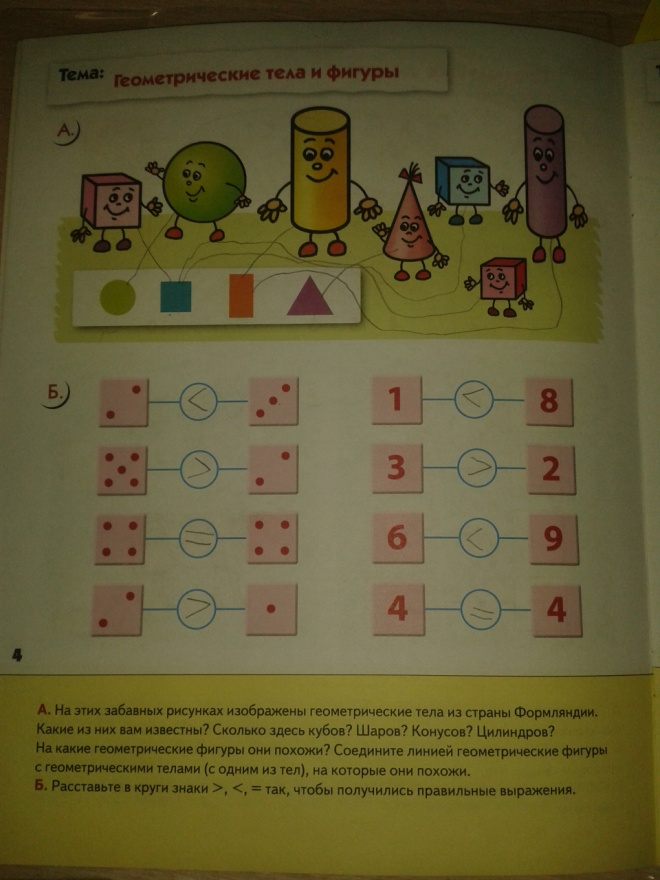 Тема: Геометрические тела и фигуры
А.
Б.
<
1 < 8
>
3 > 2
=
6 < 9
>
4 = 4
4
А. На этих забавных рисунках изображены геометрические тела из страны Формляндии.
Какие из них вам известны? Сколько здесь кубов? Шаров? Конусов? Цилиндров?
На какие геометрические фигуры они похожи? Соедините линией геометрические фигуры
с геометрическими телами (с одним из тел), на которые они похожи.
Б. Расставьте в круги знаки >, <, = так, чтобы получились правильные выражения.